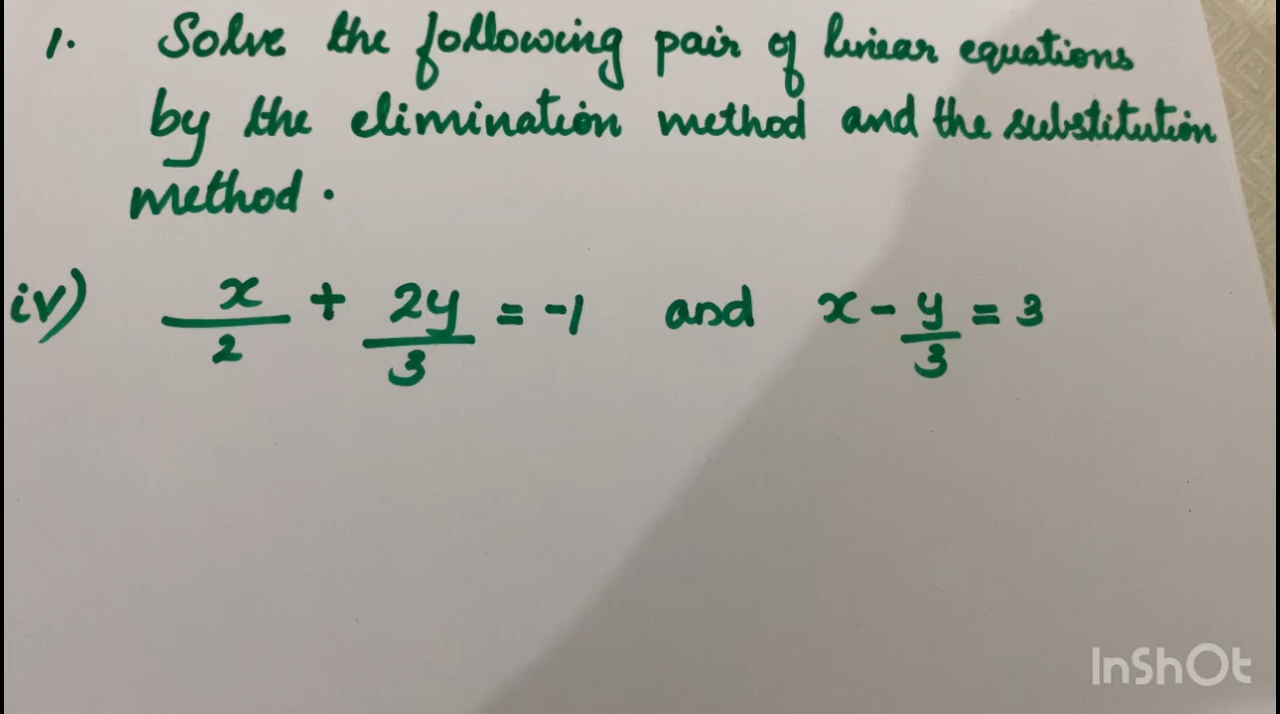 1. Solve the following pair of linear equations
by the elimination method and the substitution
method.
iv) x/2 + 2y/3 = -1 and x - y/3 = 3
InShOt